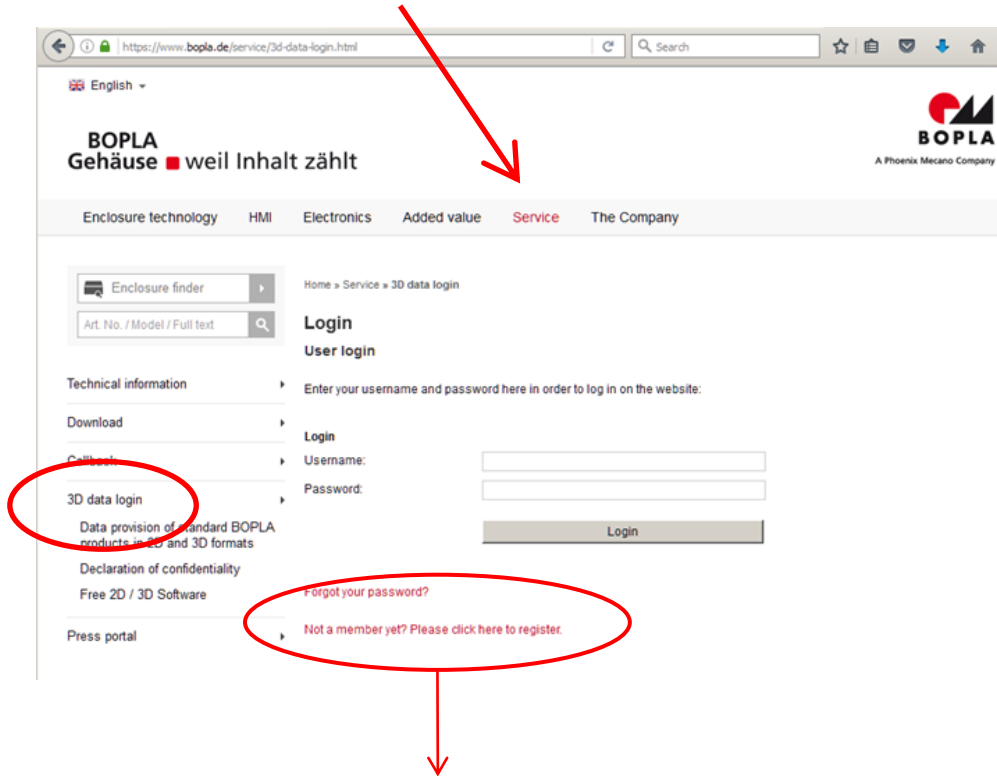 https://www.bopla.de/service/3d-data-login.html
Search
English
BOPLA
Gehäuse weil Inhalt zählt
BOPLA
A Phoenix Mecano Company
Enclosure technology HMI Electronics Added value Service The Company
Enclosure finder
Art. No. / Model / Full text
Home » Service » 3D data login
Login
User login
Enter your username and password here in order to log in on the website:
Login
Username:
Password:
Login
Forgot your password?
Not a member yet? Please click here to register.
Technical information
Download
Callback
3D data login
Data provision of standard BOPLA
products in 2D and 3D formats
Declaration of confidentiality
Free 2D / 3D Software
Press portal